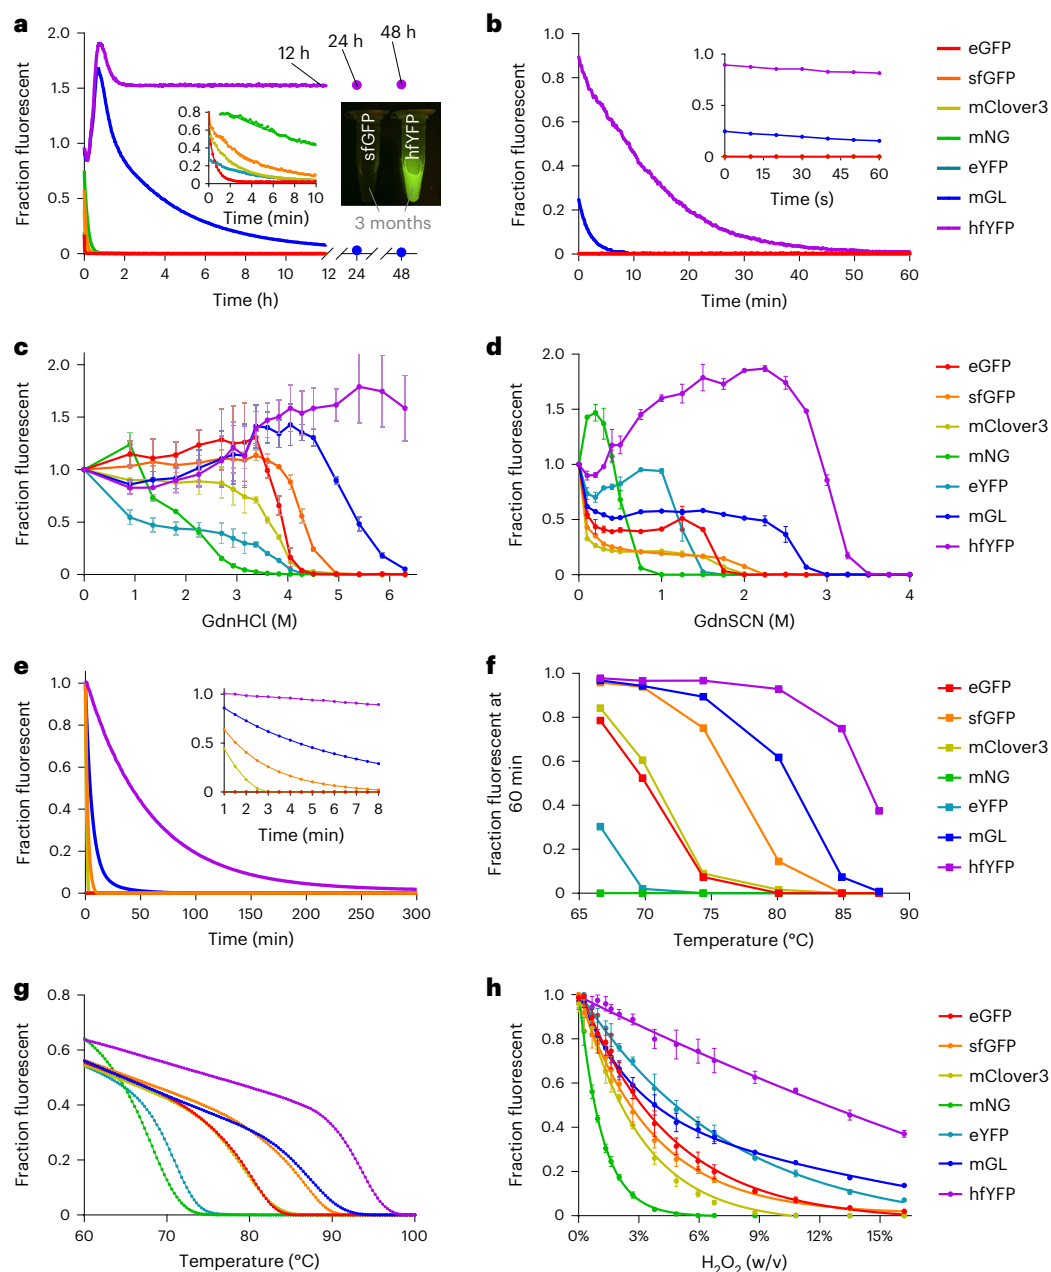 a
Fraction fluorescent
2.0
1.5
1.0
0.5
0
0
2
4
6
8
10
12
24
48
Time (h)
12 h
24 h
48 h
0.8
0.6
0.4
0.2
0
0
2
4
6
8
10
Time (min)
sfGFP
hfYFP
3 months
b
Fraction fluorescent
1.0
0.8
0.6
0.4
0.2
0
0
10
20
30
40
50
60
Time (min)
1.0
0.5
0
0
15
30
45
60
Time (s)
eGFP
sfGFP
mClover3
mNG
eYFP
mGL
hfYFP
c
Fraction fluorescent
2.0
1.5
1.0
0.5
0
0
1
2
3
4
5
6
GdnHCl (M)
d
Fraction fluorescent
2.0
1.5
1.0
0.5
0
0
1
2
3
4
GdnSCN (M)
eGFP
sfGFP
mClover3
mNG
eYFP
mGL
hfYFP
e
Fraction fluorescent
1.0
0.8
0.6
0.4
0.2
0
0
50
100
150
200
250
300
Time (min)
1.0
0.5
0
1
2
3
4
5
6
7
8
Time (min)
f
Fraction fluorescent at
60 min
1.0
0.8
0.6
0.4
0.2
0
65
70
75
80
85
90
Temperature (°C)
eGFP
sfGFP
mClover3
mNG
eYFP
mGL
hfYFP
g
Fraction fluorescent
0.8
0.6
0.4
0.2
0
60
70
80
90
100
Temperature (°C)
h
Fraction fluorescent
1.0
0.8
0.6
0.4
0.2
0
0%
3%
6%
9%
12%
15%
H₂O₂ (w/v)
eGFP
sfGFP
mClover3
mNG
eYFP
mGL
hfYFP